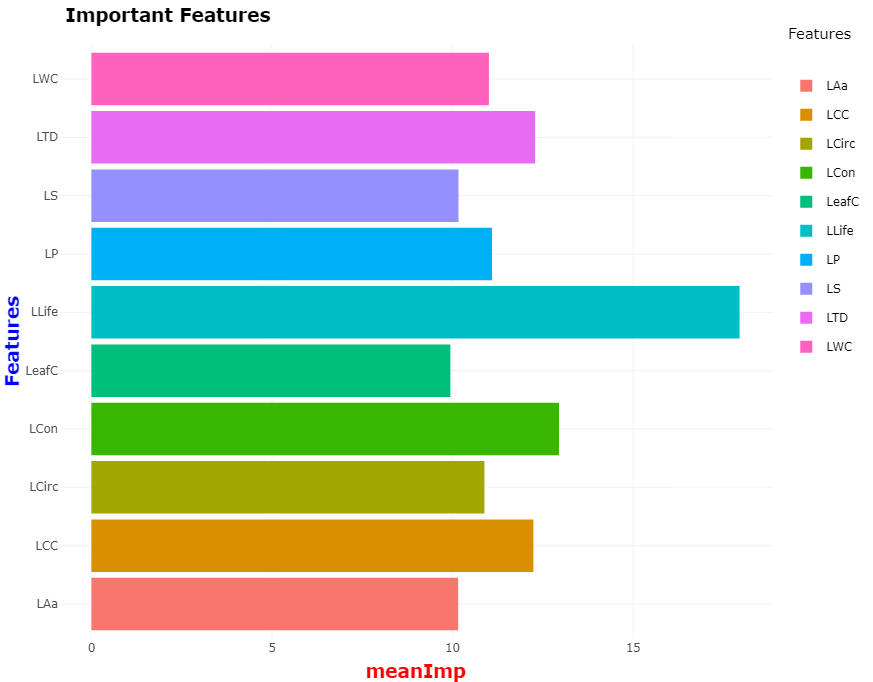 Important Features
Features
LWC
LTD
LS
LP
LLife
LeafC
LCon
LCirc
LCC
LAa
0 5 10 15
meanImp
Features
LAa
LCC
LCirc
LCon
LeafC
LLife
LP
LS
LTD
LWC